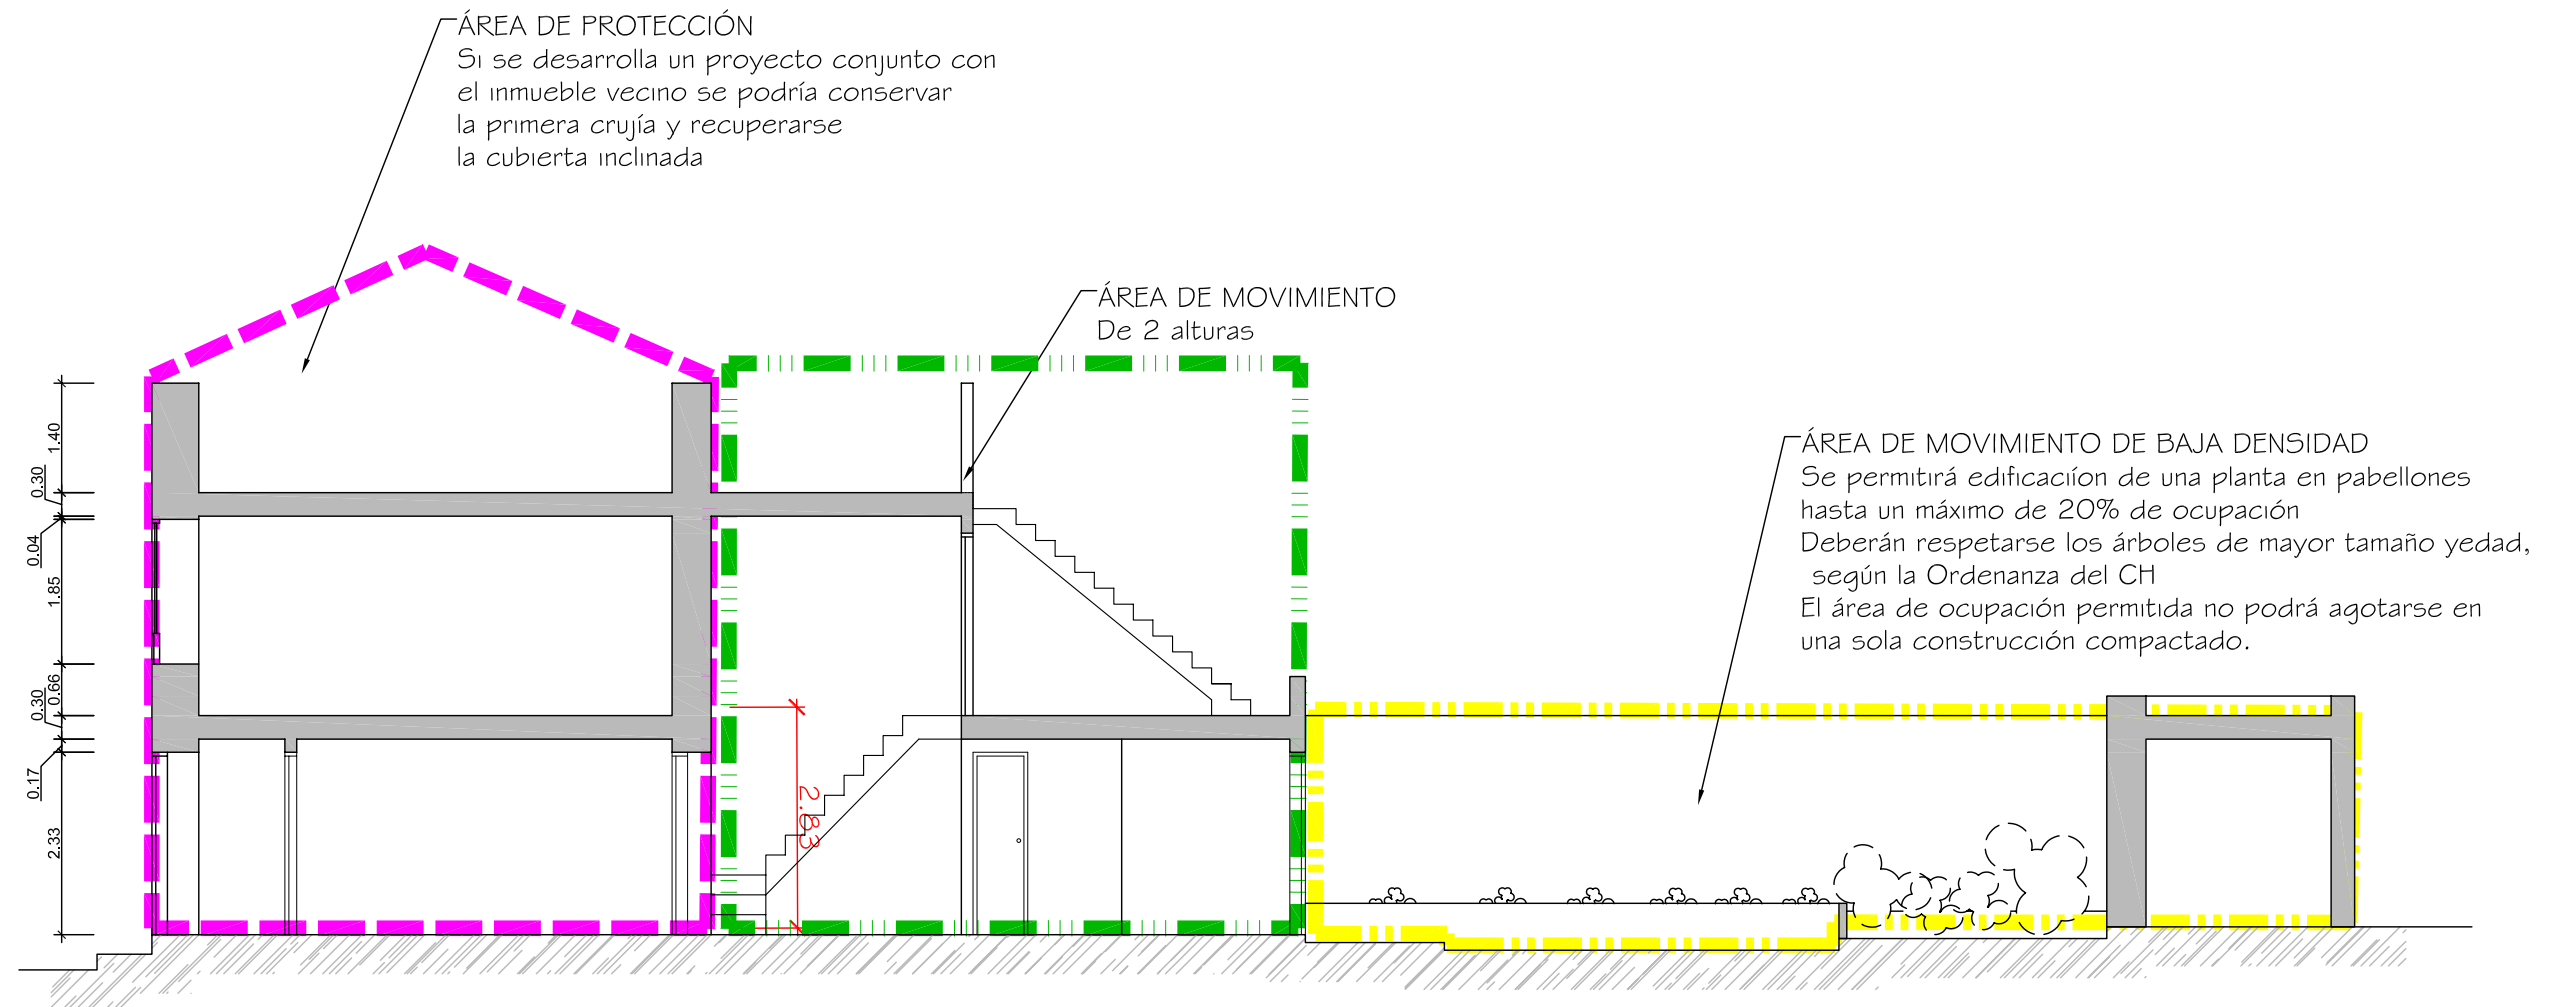 ÁREA DE PROTECCIÓN
Si se desarrolla un proyecto conjunto con
el inmueble vecino se podría conservar
la primera crujía y recuperarse
la cubierta inclinada
ÁREA DE MOVIMIENTO
De 2 alturas
ÁREA DE MOVIMIENTO DE BAJA DENSIDAD
Se permitirá edificaciíon de una planta en pabellones
hasta un máximo de 20% de ocupación
Deberán respetarse los árboles de mayor tamaño yedad,
según la Ordenanza del CH
El área de ocupación permitida no podrá agotarse en
una sola construcción compactado.
1.40
0.30
0.04
1.85
0.66
0.30
0.17
2.33
2.83